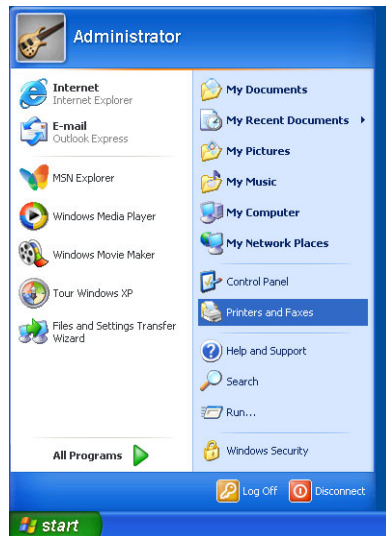 Administrator
Internet
Internet Explorer
E-mail
Outlook Express
MSN Explorer
Windows Media Player
Windows Movie Maker
Tour Windows XP
Files and Settings Transfer
Wizard
All Programs
My Documents
My Recent Documents
My Pictures
My Music
My Computer
My Network Places
Control Panel
Printers and Faxes
Help and Support
Search
Run...
Windows Security
Log Off
Disconnect
start